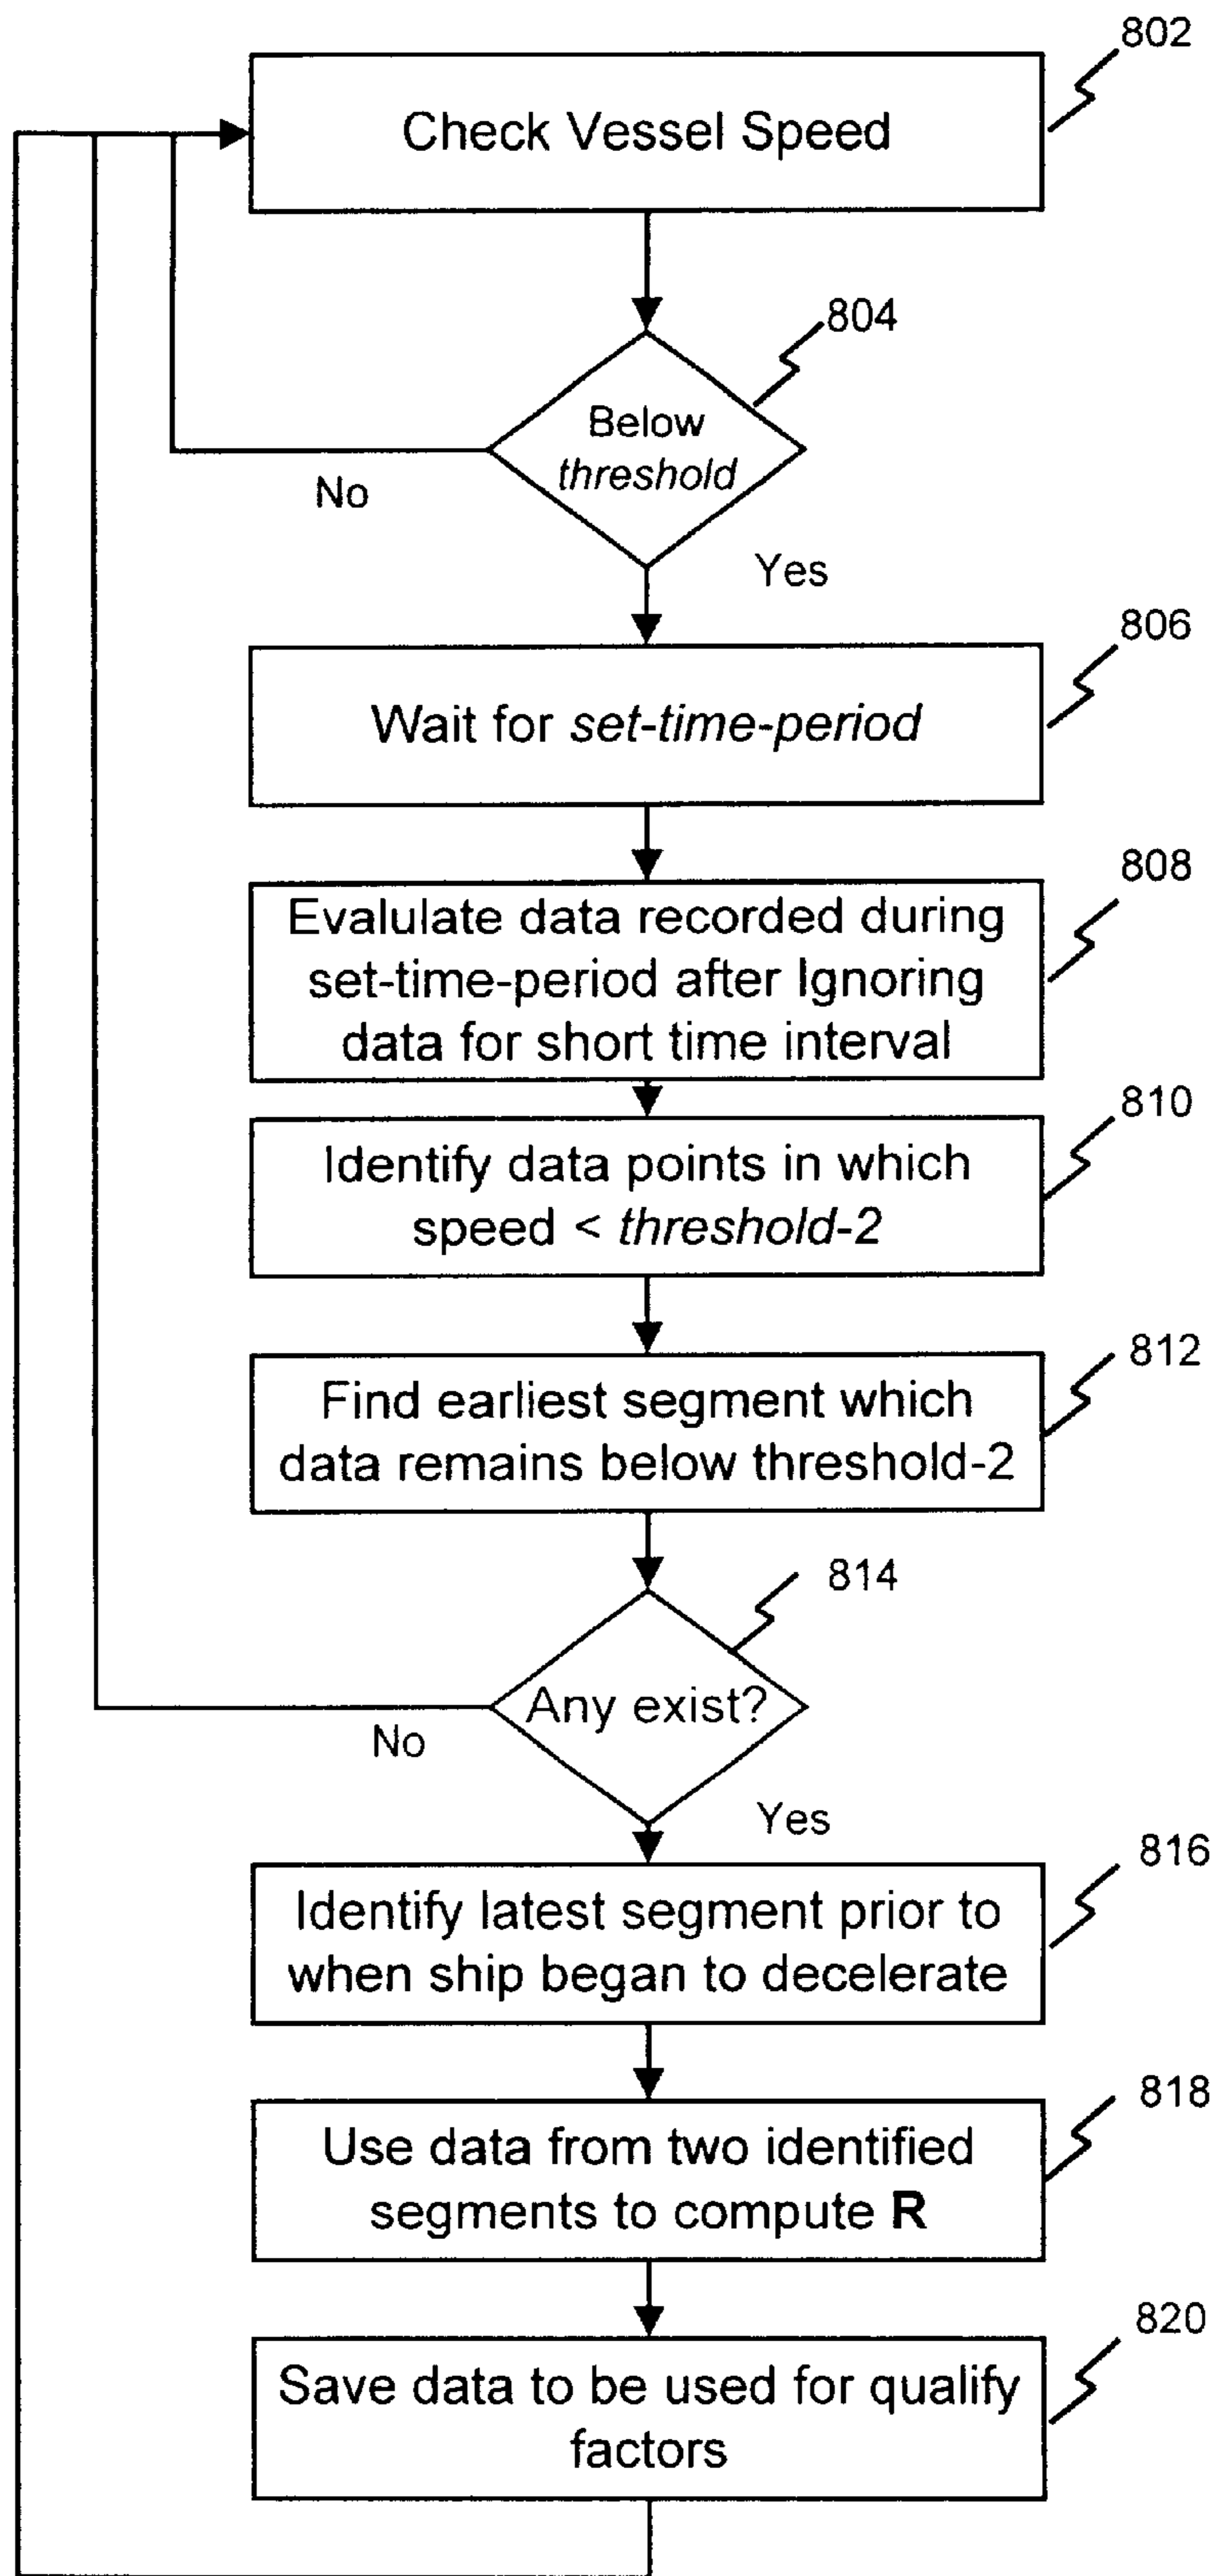 802
Check Vessel Speed
804
Below
threshold
No
Yes
806
Wait for set-time-period
808
Evalulate data recorded during
set-time-period after Ignoring
data for short time interval
810
Identify data points in which
speed < threshold-2
812
Find earliest segment which
data remains below threshold-2
814
Any exist?
No
Yes
816
Identify latest segment prior to
when ship began to decelerate
818
Use data from two identified
segments to compute R
820
Save data to be used for qualify
factors